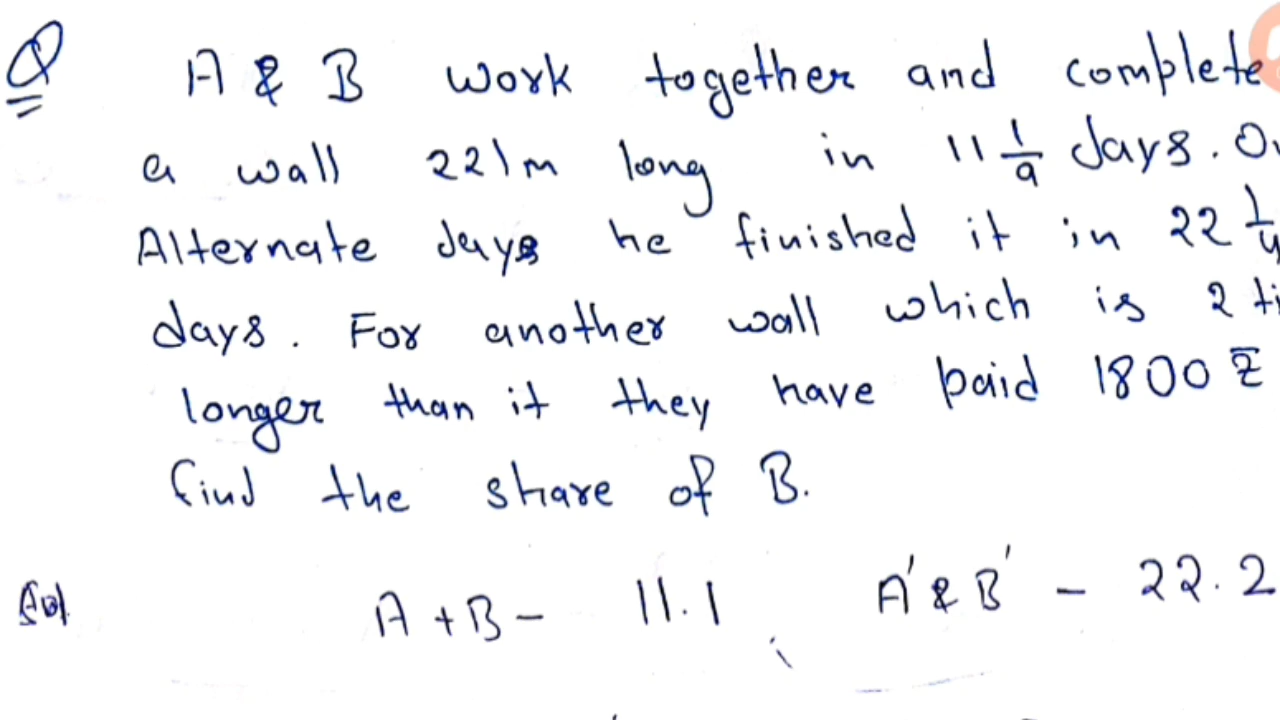 Q A & B work together and complete
a wall 221m long in 11 1/9 days. O
Alternate days he finished it in 22 1/4
days. For another wall which is 2 ti
longer than it they have paid 1800 ₹
find the share of B.
Sol A + B - 11.1 , A' & B' - 22.2